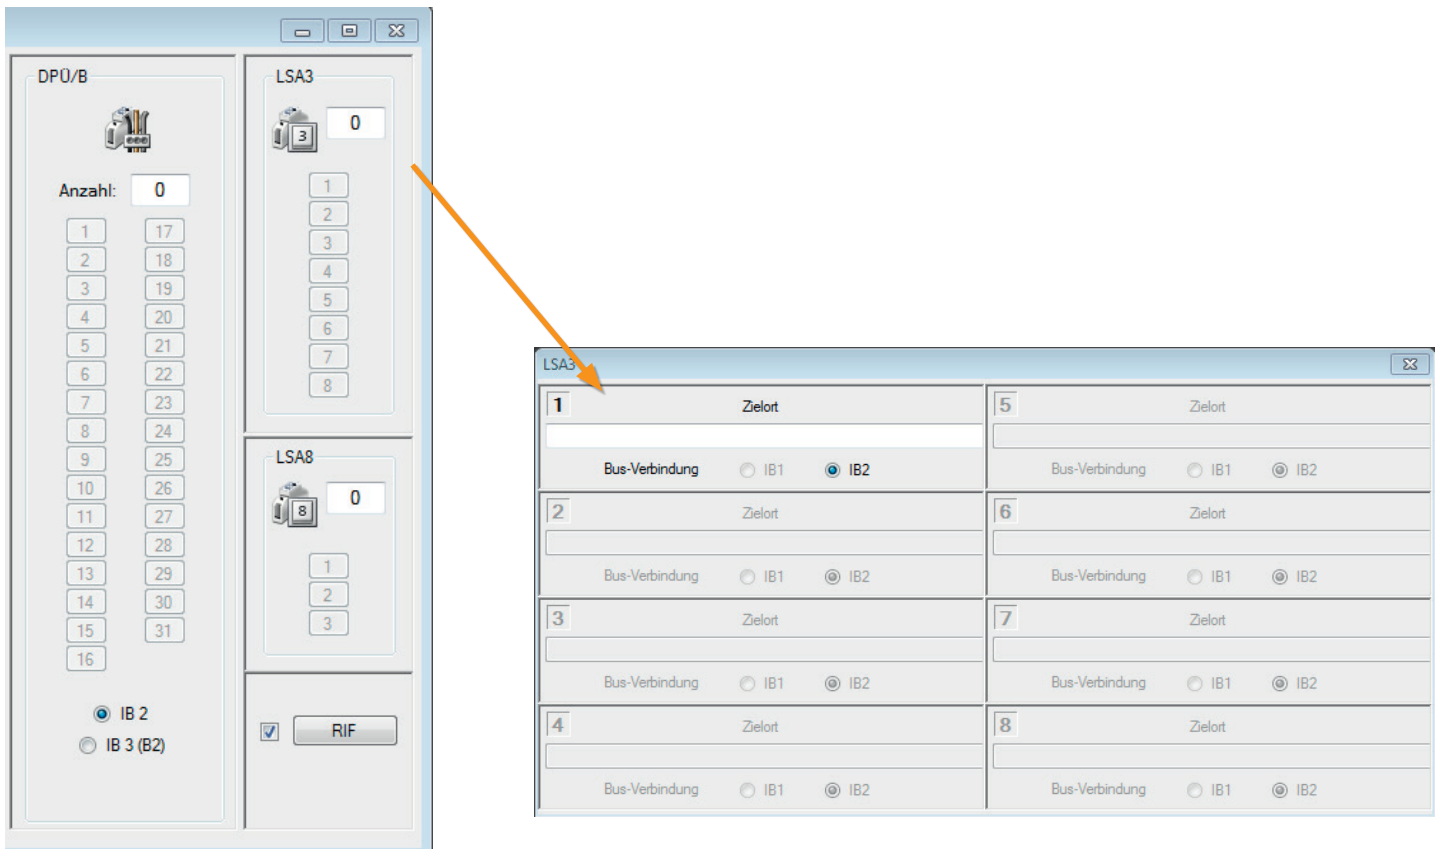 DPÜ/B
Anzahl: 0
1 17
2 18
3 19
4 20
5 21
6 22
7 23
8 24
9 25
10 26
11 27
12 28
13 29
14 30
15 31
16
IB 2
IB 3 (B2)
LSA3
3 0
1
2
3
4
5
6
7
8
LSA8
8 0
1
2
3
RIF
LSA3
1 Zielort
Bus-Verbindung IB1 IB2
2 Zielort
Bus-Verbindung IB1 IB2
3 Zielort
Bus-Verbindung IB1 IB2
4 Zielort
Bus-Verbindung IB1 IB2
5 Zielort
Bus-Verbindung IB1 IB2
6 Zielort
Bus-Verbindung IB1 IB2
7 Zielort
Bus-Verbindung IB1 IB2
8 Zielort
Bus-Verbindung IB1 IB2